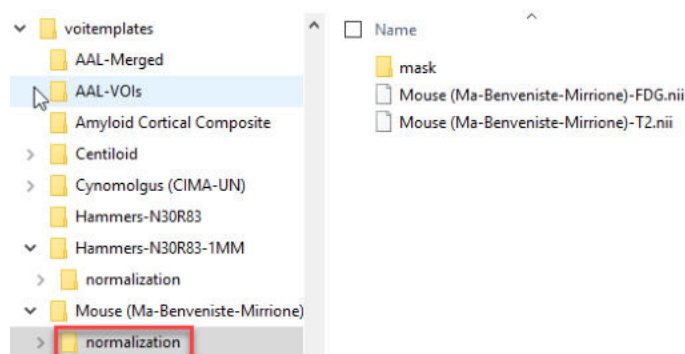 voitemplates
AAL-Merged
AAL-VOIs
Amyloid Cortical Composite
Centiloid
Cynomolgus (CIMA-UN)
Hammers-N30R83
Hammers-N30R83-1MM
normalization
Mouse (Ma-Benveniste-Mirrione)
normalization
Name
mask
Mouse (Ma-Benveniste-Mirrione)-FDG.nii
Mouse (Ma-Benveniste-Mirrione)-T2.nii